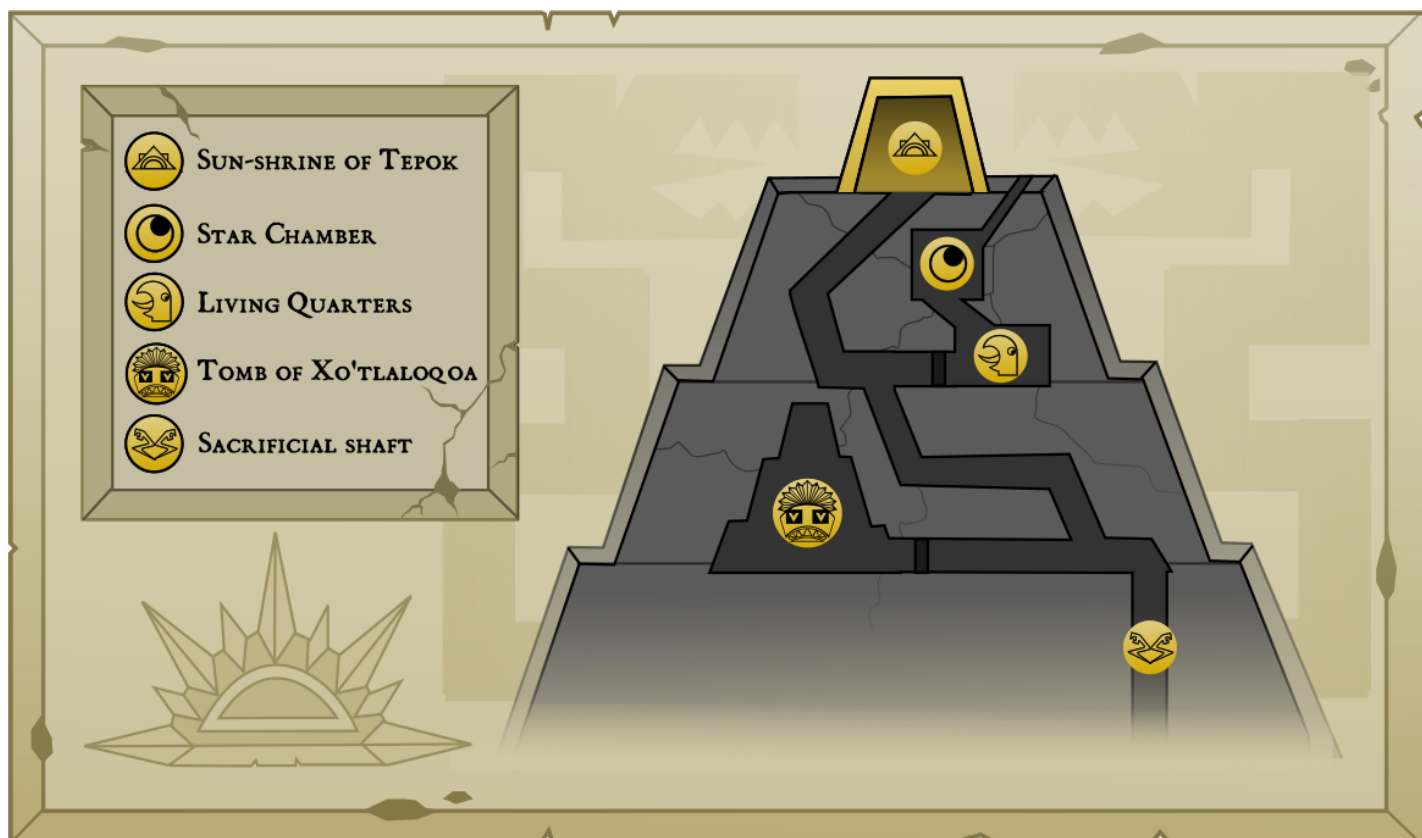 Sun-shrine of Tepok
Star Chamber
Living Quarters
Tomb of Xo'tlaloqoa
Sacrificial shaft